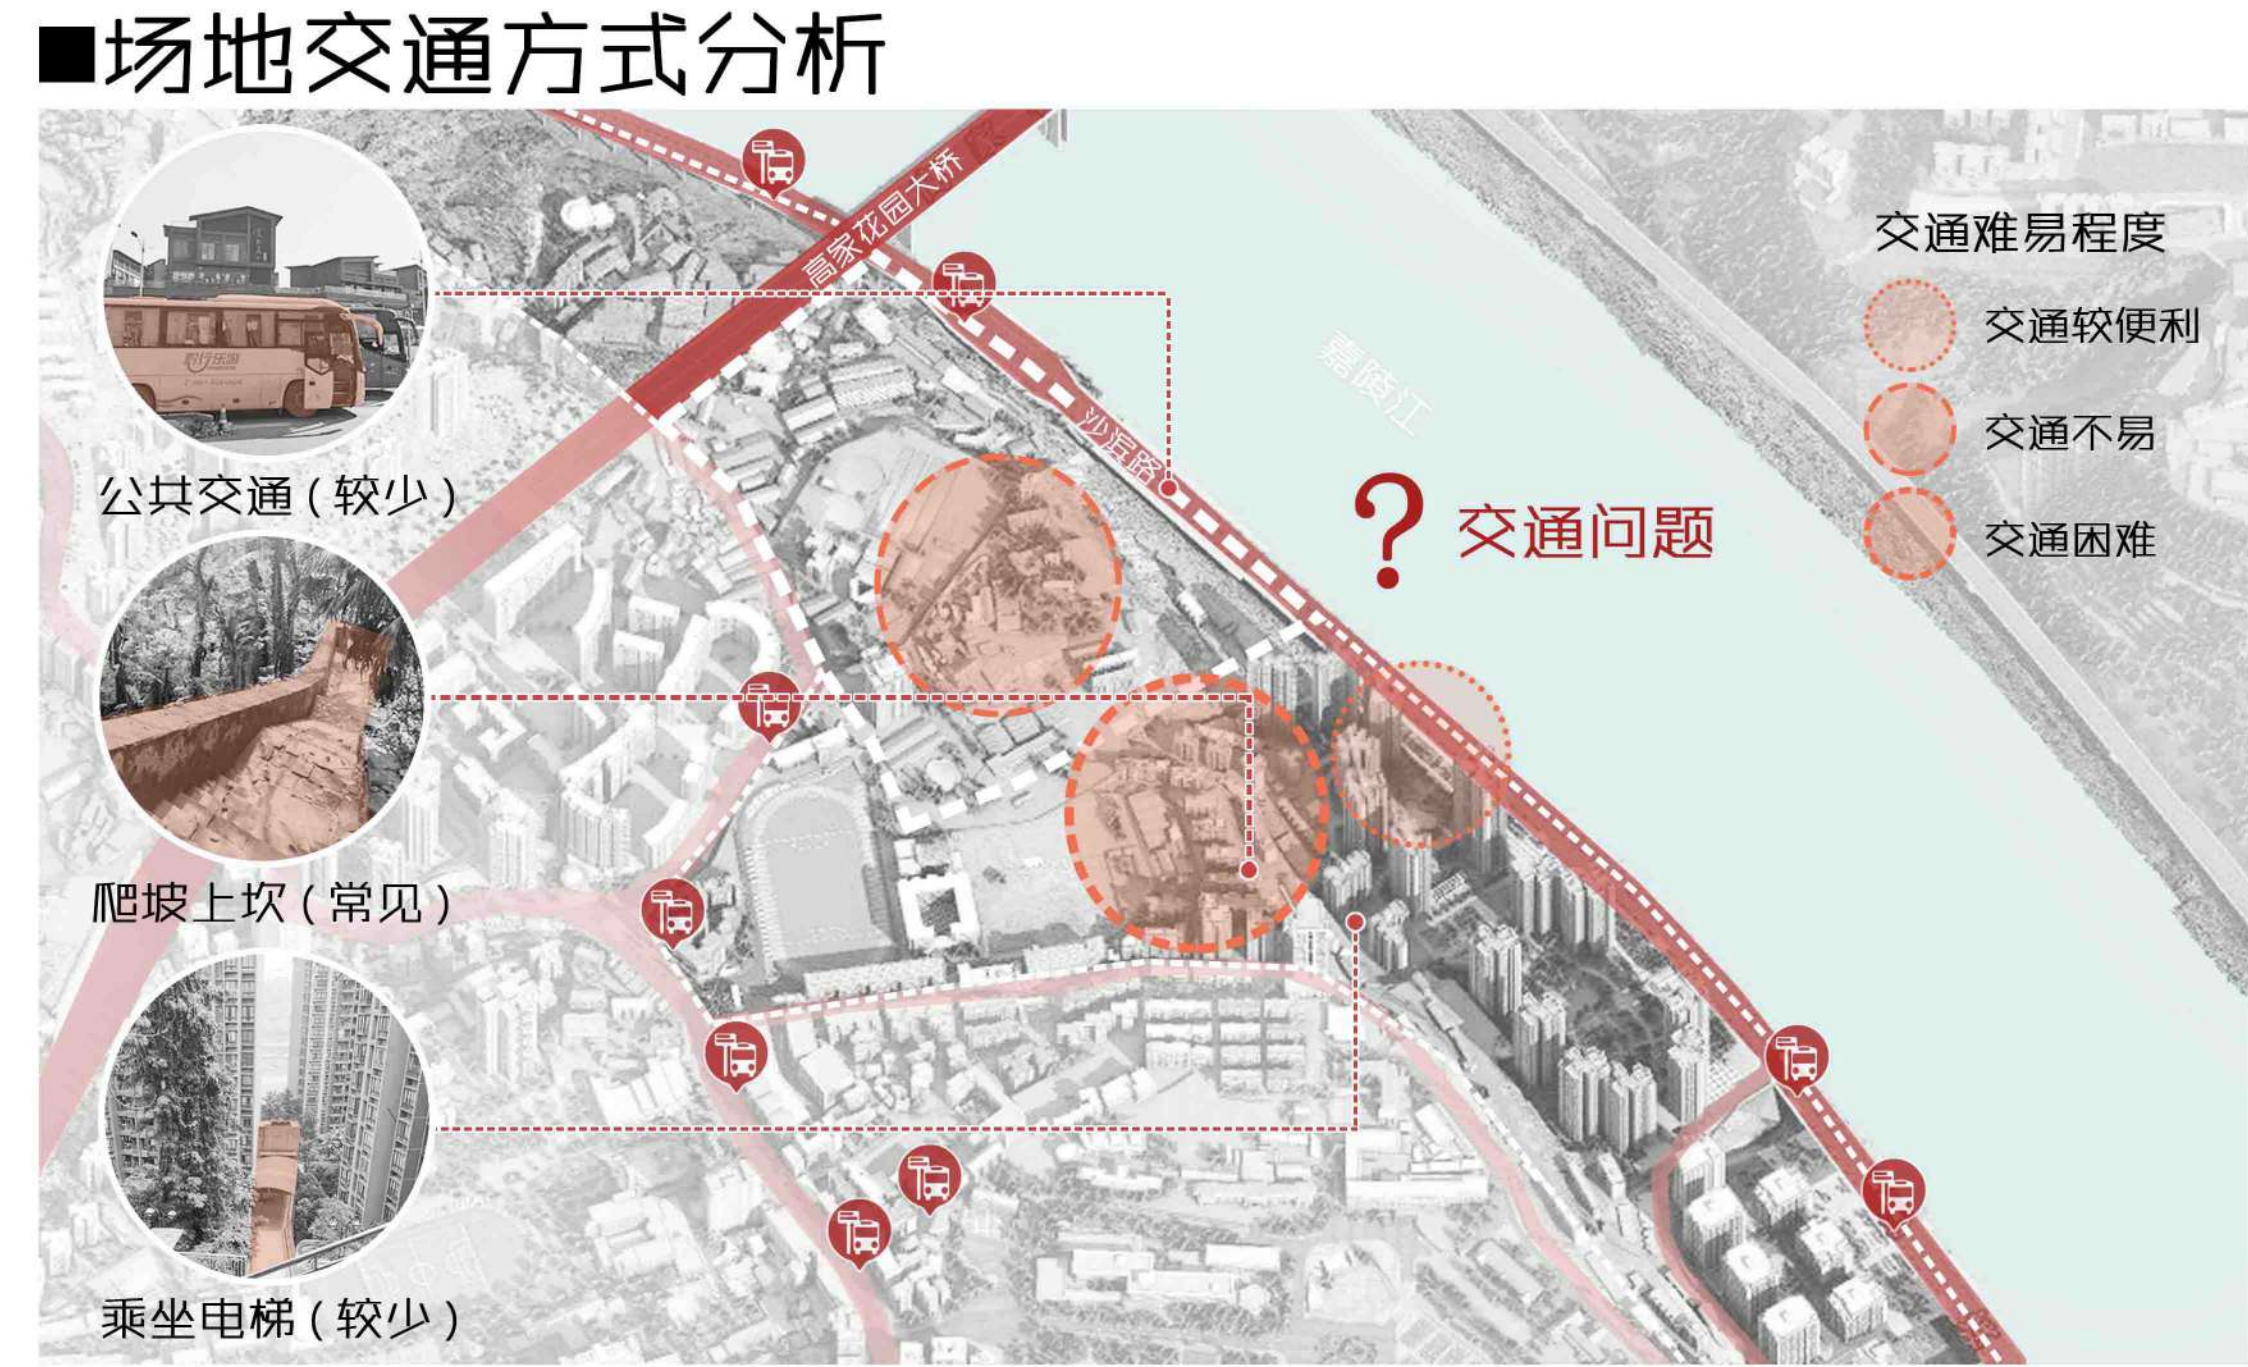 ■场地交通方式分析
高家花园大桥
沙滨路
嘉陵江
交通难易程度
交通较便利
交通不易
交通困难
?交通问题
公共交通(较少)
爬坡上坎(常见)
乘坐电梯(较少)